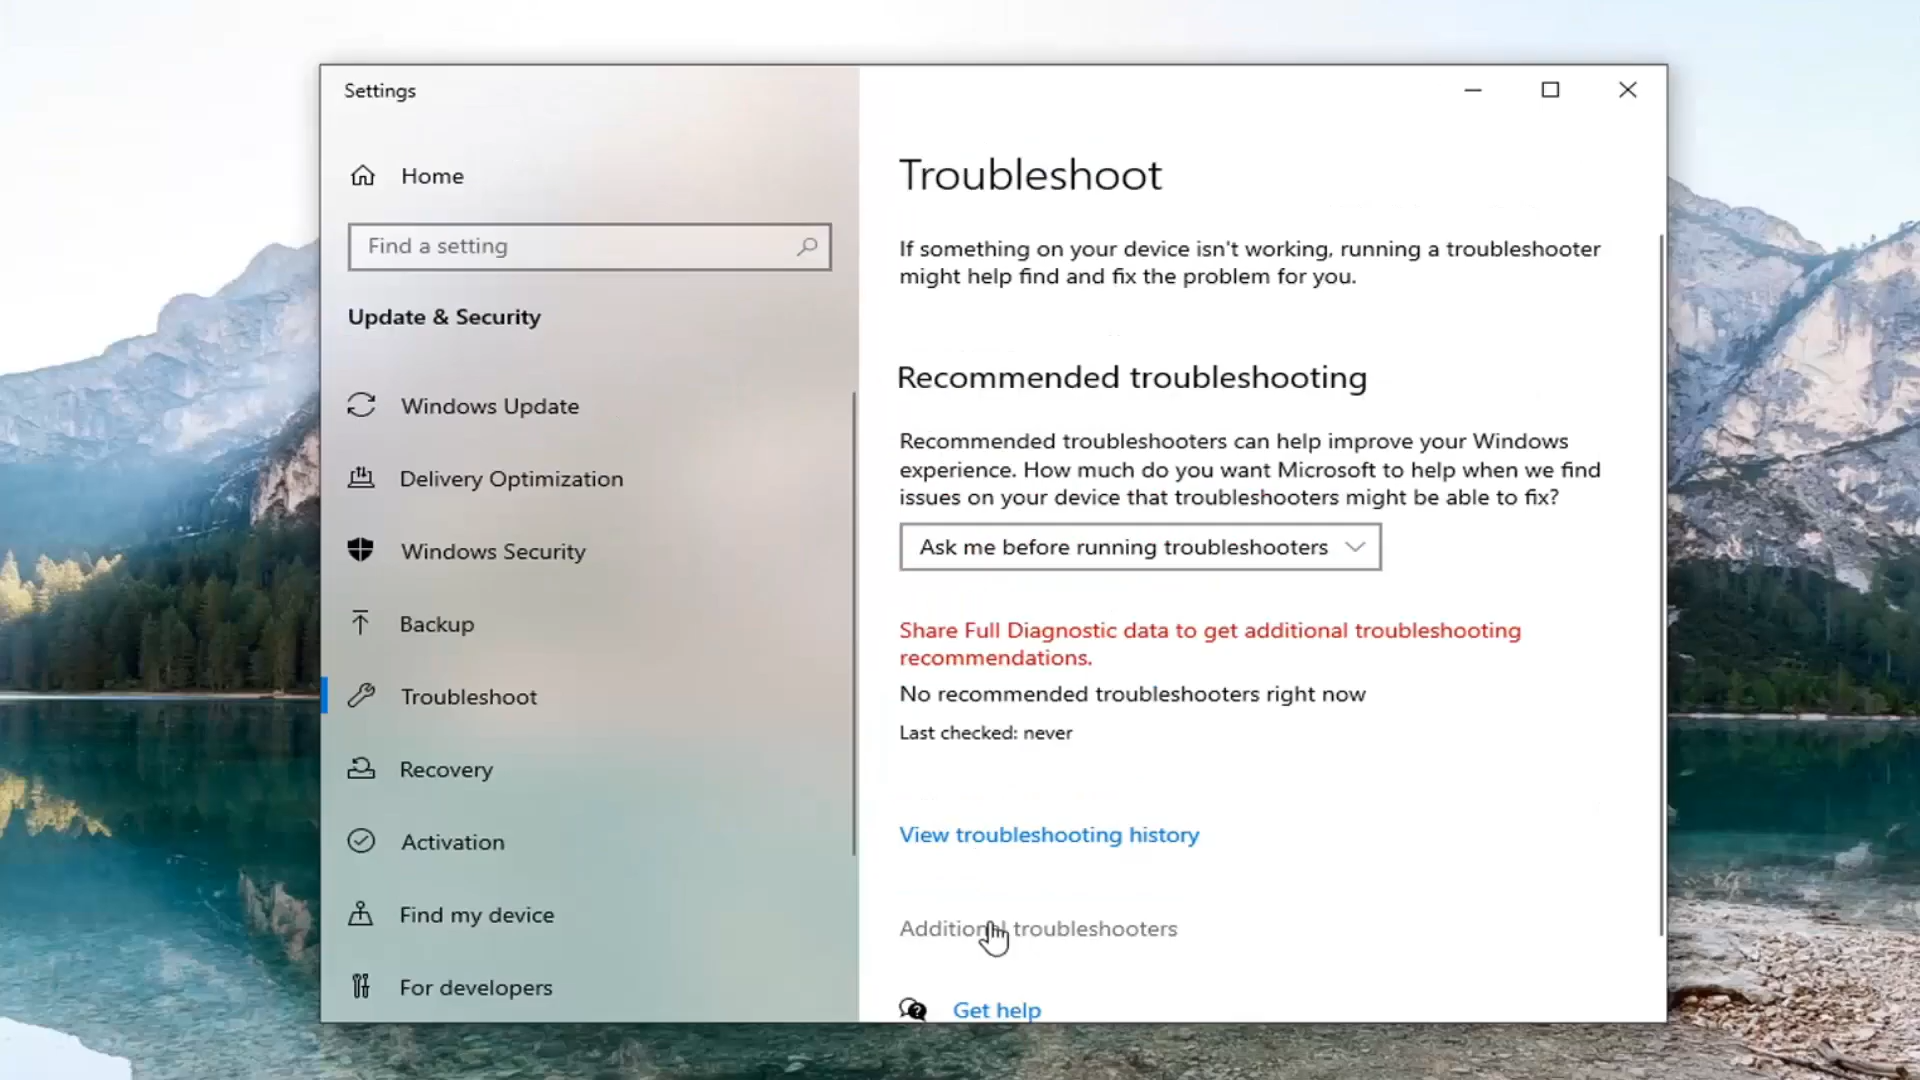 Settings
Home
Find a setting
Update & Security
Windows Update
Delivery Optimization
Windows Security
Backup
Troubleshoot
Recovery
Activation
Find my device
For developers
Troubleshoot
If something on your device isn't working, running a troubleshooter
might help find and fix the problem for you.
Recommended troubleshooting
Recommended troubleshooters can help improve your Windows
experience. How much do you want Microsoft to help when we find
issues on your device that troubleshooters might be able to fix?
Ask me before running troubleshooters
Share Full Diagnostic data to get additional troubleshooting
recommendations.
No recommended troubleshooters right now
Last checked: never
View troubleshooting history
Additional troubleshooters
Get help